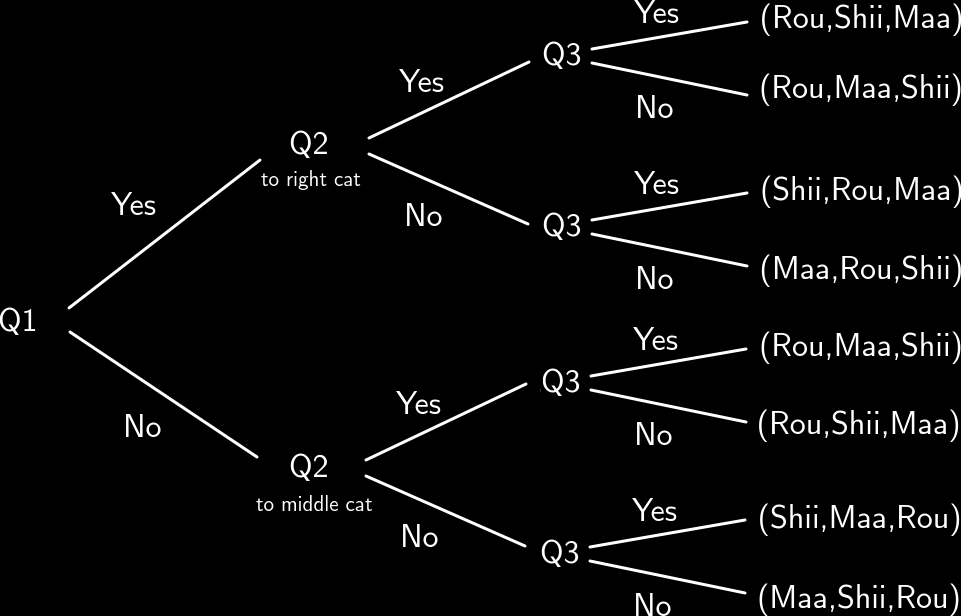 Yes
(Rou,Shii,Maa)
Q3
Yes
(Rou,Maa,Shii)
No
Q2
to right cat
Yes
(Shii,Rou,Maa)
Yes
No
Q3
No
(Maa,Rou,Shii)
Q1
Yes
(Rou,Maa,Shii)
Q3
Yes
(Rou,Shii,Maa)
No
No
Q2
to middle cat
Yes
(Shii,Maa,Rou)
No
Q3
No
(Maa,Shii,Rou)